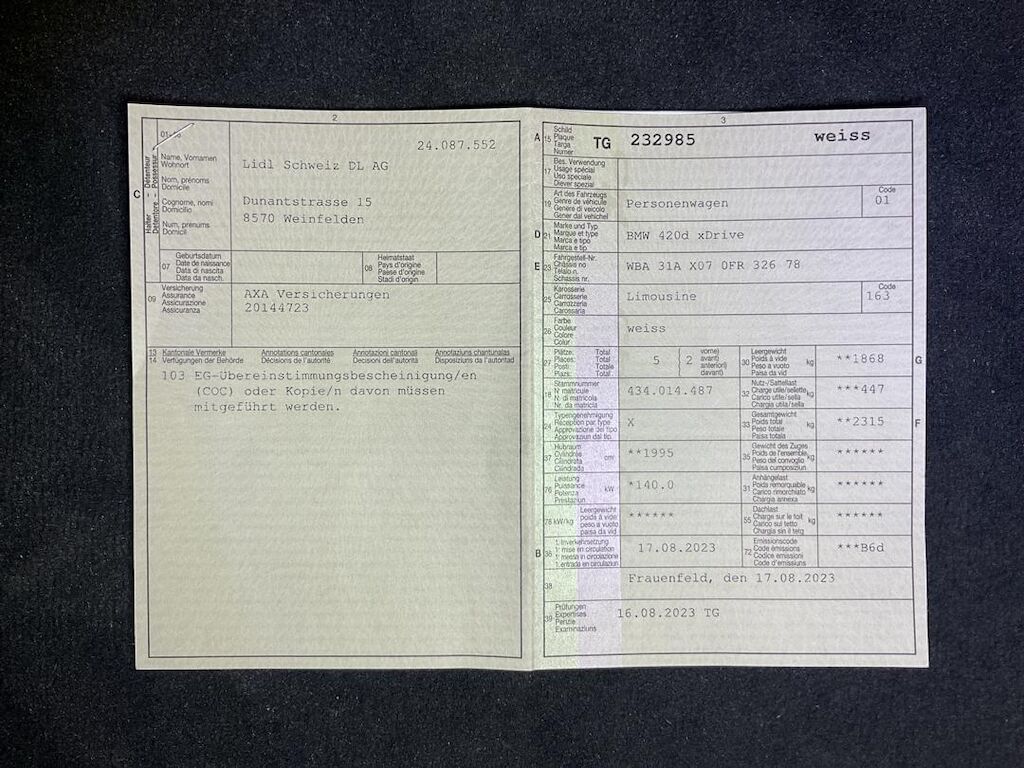 2
01-06
24.087.552
C
Halter – Détenteur
Detentore – Possessur
Name, Vornamen
Wohnort
Nom, prénoms
Domicile
Cognome, nomi
Domicilio
Num, prenums
Domicil
Lidl Schweiz DL AG
Dunantstrasse 15
8570 Weinfelden
07
Geburtsdatum
Date de naissance
Data di nascita
Data da nasch.
08
Heimatstaat
Pays d'origine
Paese d'origine
Stadi d'origin
09
Versicherung
Assurance
Assicurazione
Assicuranza
AXA Versicherungen
20144723
13 Kantonale Vermerke Annotations cantonales Annotazioni cantonali Annotaziuns chantunalas
14 Verfügungen der Behörde Décisions de l'autorité Decisioni dell'autorità Disposiziuns da l'autoritad
103 EG-Übereinstimmungsbescheinigung/en
(COC) oder Kopie/n davon müssen
mitgeführt werden.
3
A 15
Schild
Plaque
Targa
Numer
TG 232985 weiss
17
Bes. Verwendung
Usage spécial
Uso speciale
Diever spezial
19
Art des Fahrzeugs
Genre de véhicule
Genere di veicolo
Gener dal vehichel
Personenwagen
Code
01
D 21
Marke und Typ
Marque et type
Marca e tipo
Marca e tip
BMW 420d xDrive
E 23
Fahrgestell-Nr.
Châssis no
Telaio n.
Schassis nr.
WBA 31A X07 0FR 326 78
25
Karosserie
Carrosserie
Carrozzeria
Carossaria
Limousine
Code
163
26
Farbe
Couleur
Colore
Colur
weiss
27
Plätze: Total
Places: Total
Posti: Totale
Plazs: Total
5 { 2
vorne)
avant)
anteriori)
davant)
30
Leergewicht
Poids à vide
Peso a vuoto
Paisa da vid
kg
**1868
G
18
Stammnummer
N° matricule
N. di matricola
Nr. da matricla
434.014.487
32
Nutz-/Sattellast
Charge utile/sellette
Carico utile/sella
Chargia utila/sella
kg
***447
24
Typengenehmigung
Réception par type
Approvazione del tipo
Approvaziun dal tip.
X
33
Gesamtgewicht
Poids total
Peso totale
Paisa totala
kg
**2315
F
37
Hubraum
Cylindrée
Cilindrata
Cilindrada
cm³
**1995
35
Gewicht des Zuges
Poids de l'ensemble
Peso del convoglio
Paisa cumposiziun
kg
******
76
Leistung
Puissance
Potenza
Prestaziun
kW
*140.0
31
Anhängelast
Poids remorquable
Carico rimorchiato
Chargia annexa
kg
******
78 kW/kg
Leergewicht
poids à vide
peso a vuoto
paisa da vid
******
55
Dachlast
Charge sur le toit
Carico sul tetto
Chargia sin il tetg
kg
******
B 36
1. Inverkehrsetzung
1re mise en circulation
1a messa in circolazione
1. entrada en circulaziun
17.08.2023
72
Emissionscode
Code émissions
Codice emissioni
Code d'emissiuns
***B6d
38
Frauenfeld, den 17.08.2023
39
Prüfungen
Expertises
Perizie
Examinaziuns
16.08.2023 TG